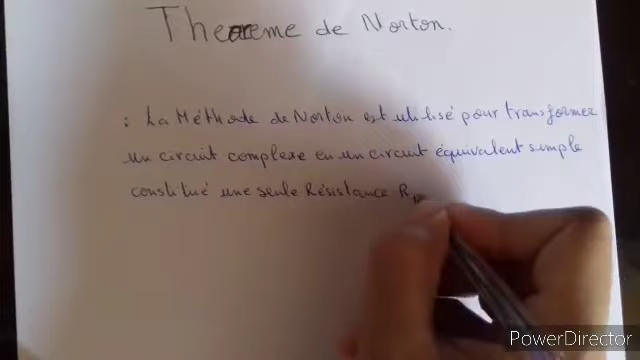 Theoreme de Norton.
: La Méthode de Norton est utilisé pour transformer
un circuit complexe en un circuit équivalent simple
constitué une seule Résistance R
PowerDirector